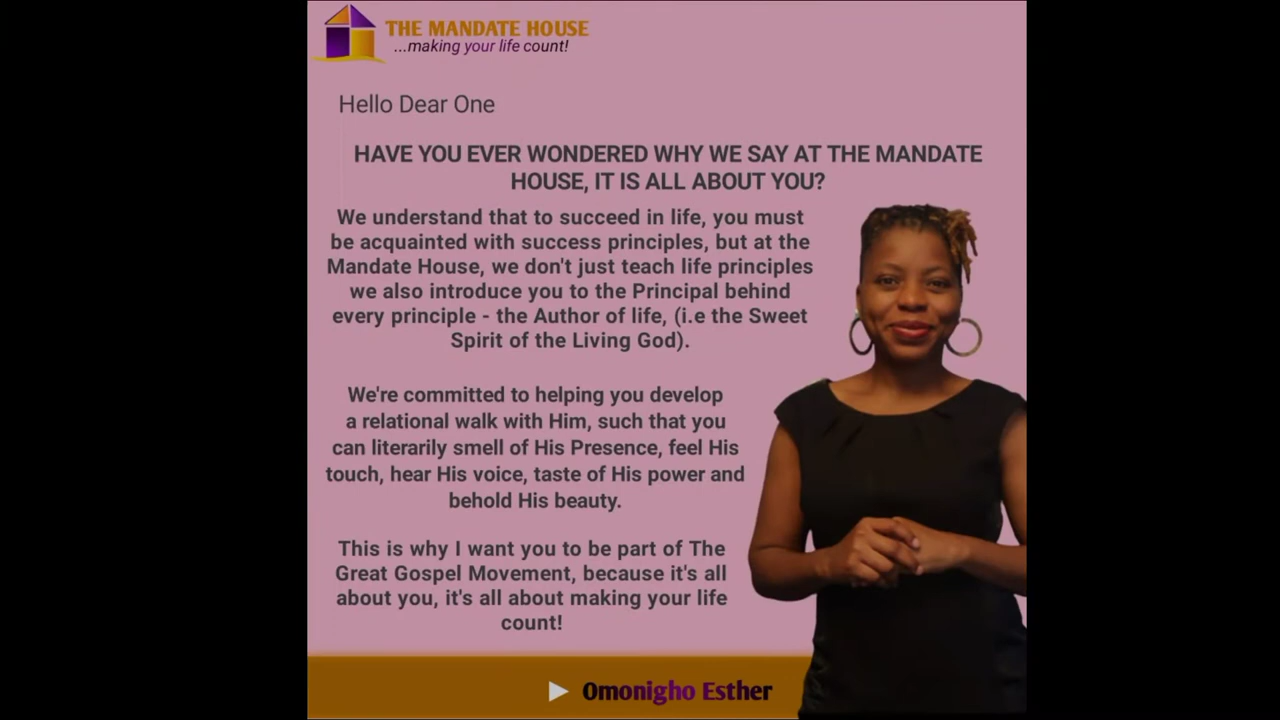 THE MANDATE HOUSE
...making your life count!
Hello Dear One
HAVE YOU EVER WONDERED WHY WE SAY AT THE MANDATE
HOUSE, IT IS ALL ABOUT YOU?
We understand that to succeed in life, you must
be acquainted with success principles, but at the
Mandate House, we don't just teach life principles
we also introduce you to the Principal behind
every principle - the Author of life, (i.e the Sweet
Spirit of the Living God).
We're committed to helping you develop
a relational walk with Him, such that you
can literarily smell of His Presence, feel His
touch, hear His voice, taste of His power and
behold His beauty.
This is why I want you to be part of The
Great Gospel Movement, because it's all
about you, it's all about making your life
count!
Omonigho Esther